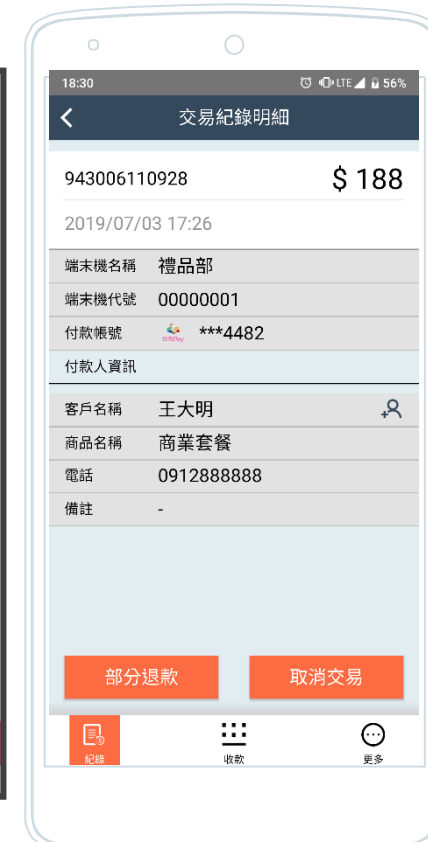 18:30 LTE 56%
交易紀錄明細
943006110928 $ 188
2019/07/03 17:26
端末機名稱 禮品部
端末機代號 00000001
付款帳號 ***4482
付款人資訊
客戶名稱 王大明
商品名稱 商業套餐
電話 0912888888
備註 -
部分退款 取消交易
紀錄 收款 更多